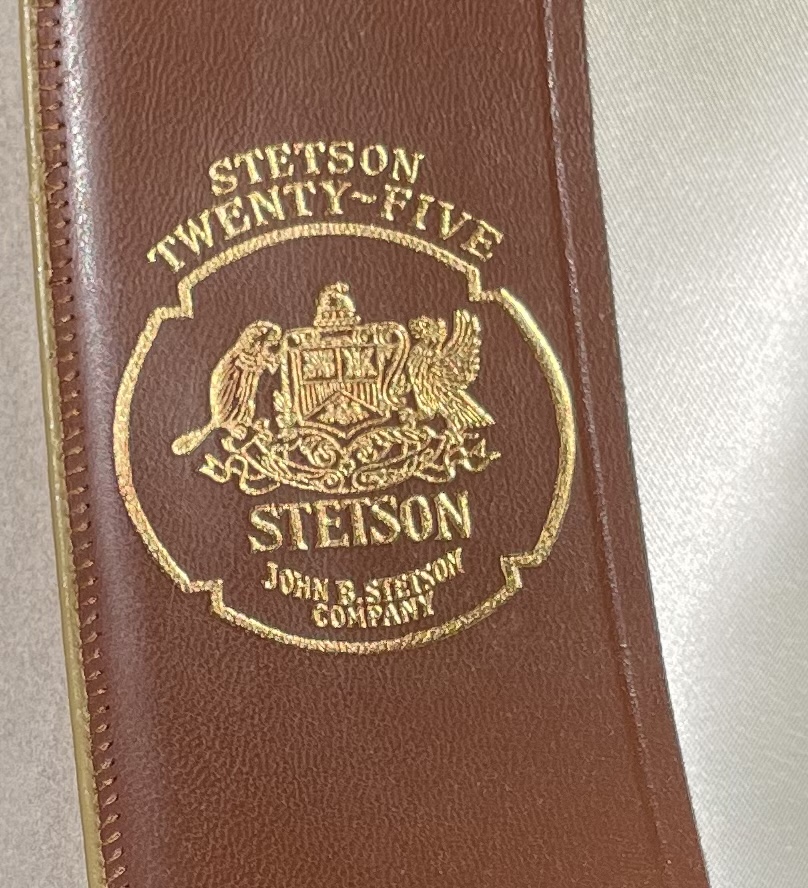 STETSON
TWENTY-FIVE
STETSON
JOHN B. STETSON
COMPANY